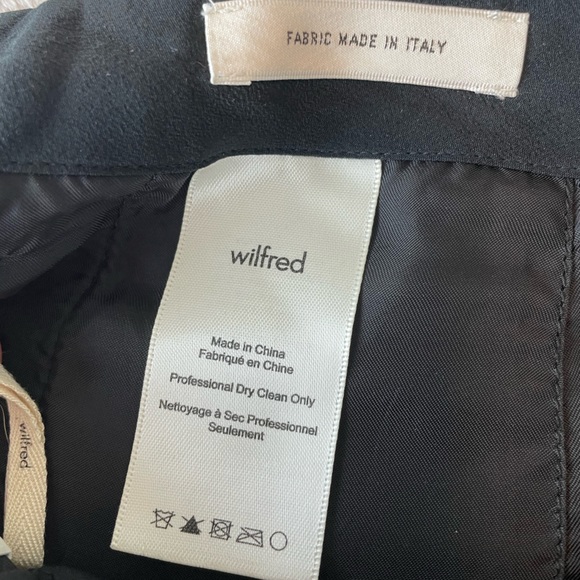 FABRIC MADE IN ITALY
wilfred
Made in China
Fabriqué en Chine
Professional Dry Clean Only
Nettoyage à Sec Professionnel
Seulement
wilfred